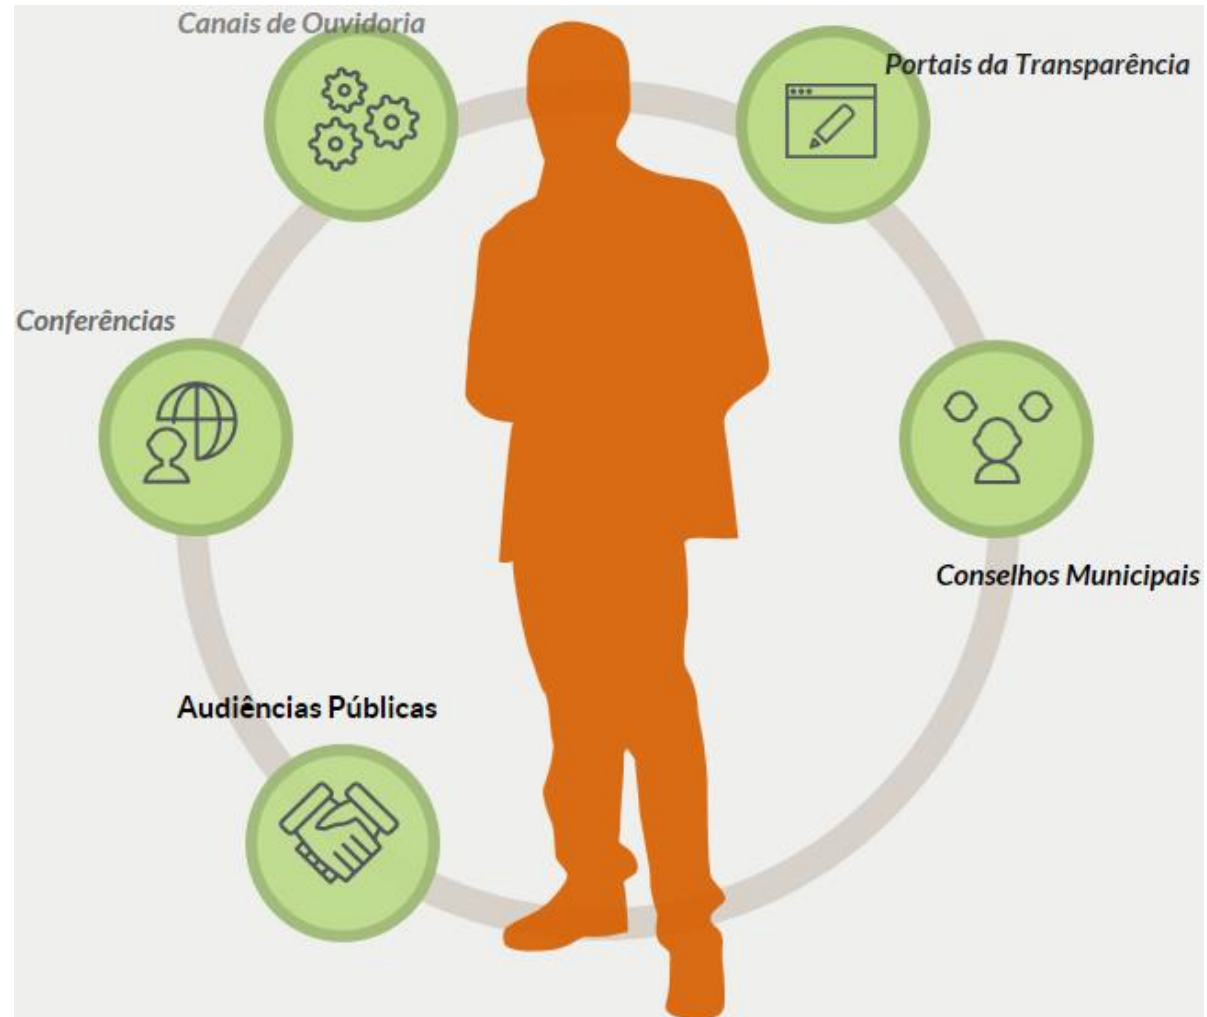 Canais de Ouvidoria
Portais da Transparência
Conferências
Conselhos Municipais
Audiências Públicas